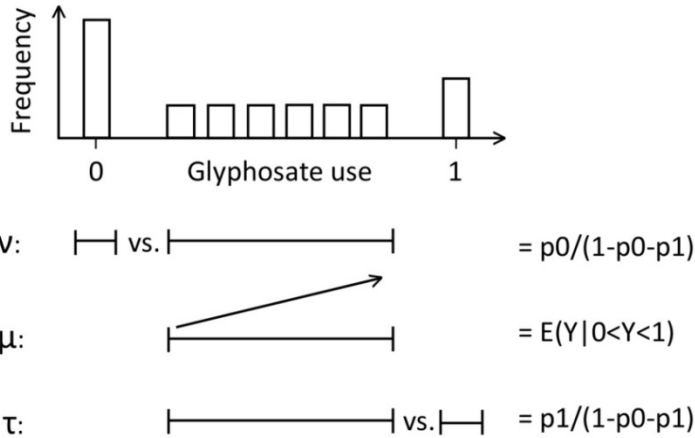 Frequency
0 Glyphosate use 1
ν: vs. = p0/(1-p0-p1)
μ: = E(Y|0<Y<1)
τ: vs. = p1/(1-p0-p1)